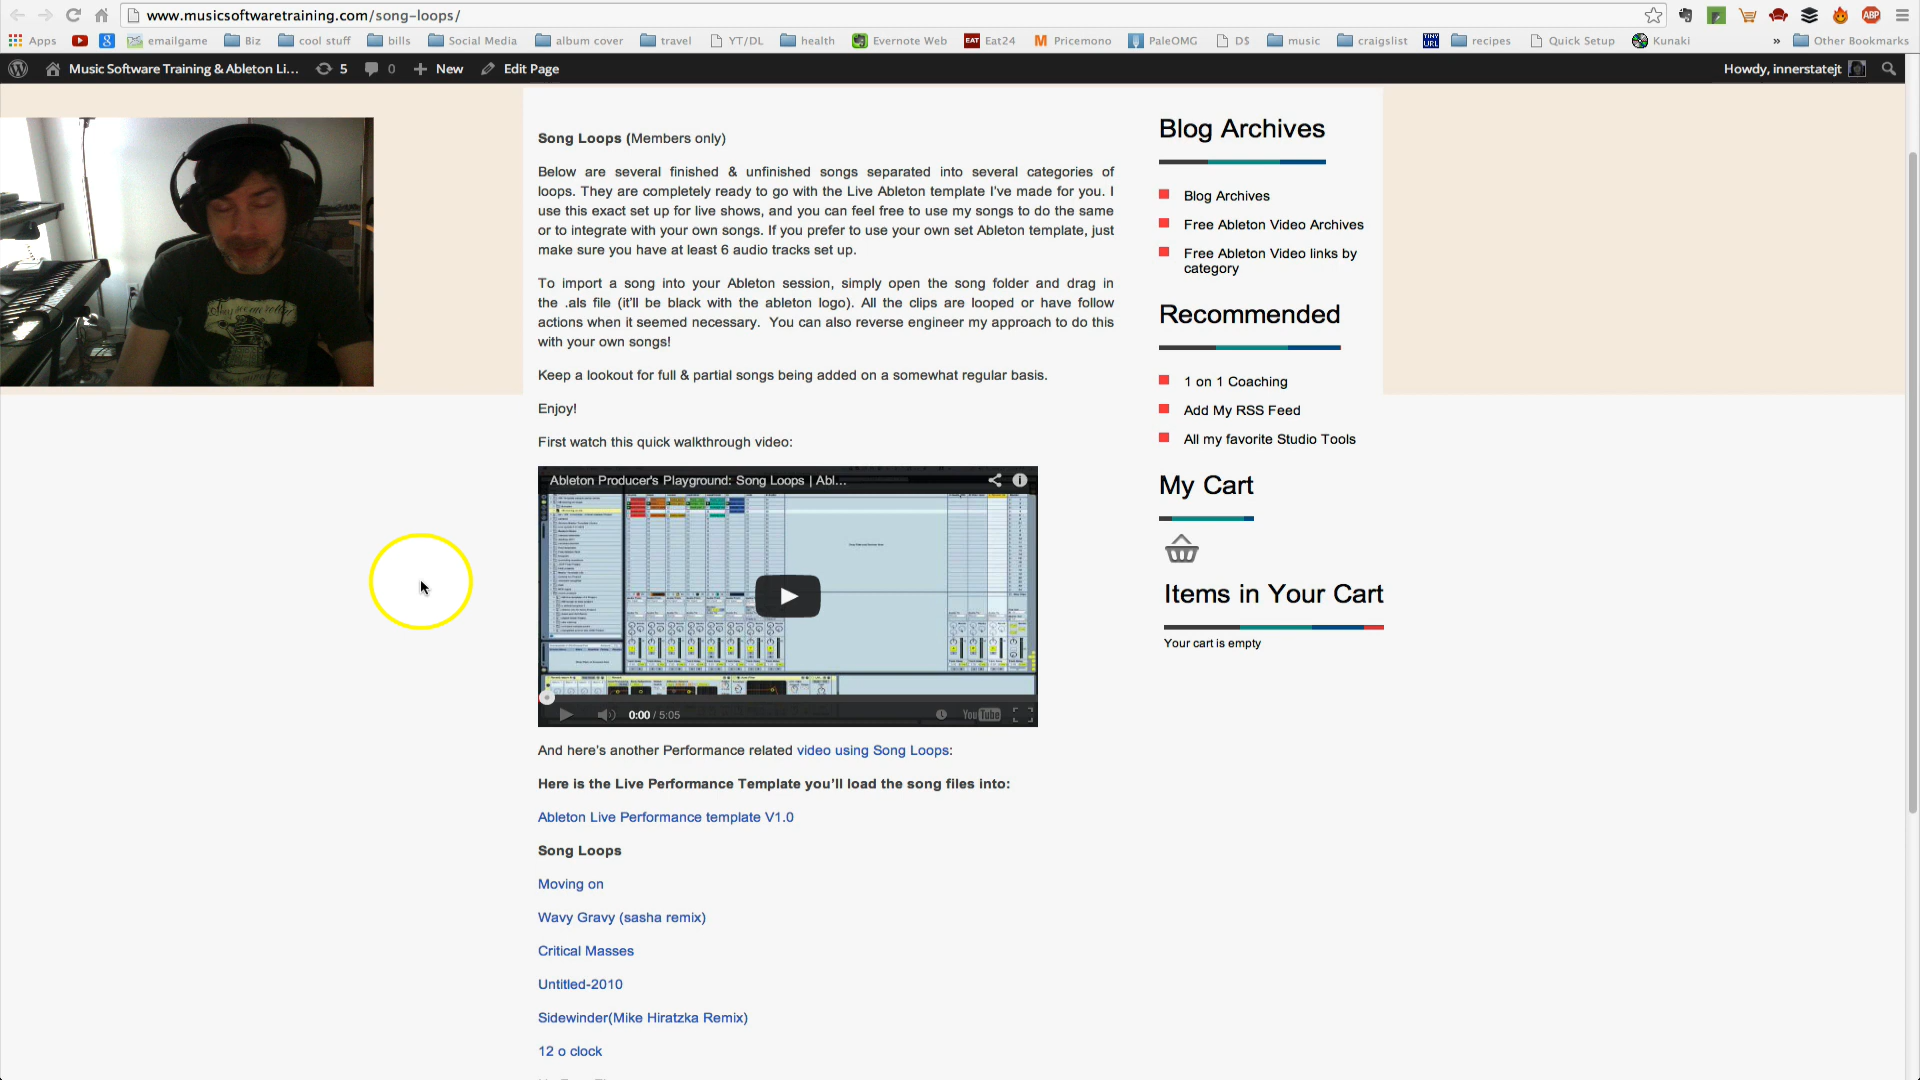 www.musicsoftwaretraining.com/song-loops/
Apps emailgame Biz cool stuff bills Social Media album cover travel YT/DL health Evernote Web Eat24 Pricemono PaleOMG D$ music craigslist recipes Quick Setup Kunaki » Other Bookmarks
Music Software Training & Ableton Li... 5 0 New Edit Page Howdy, innerstatejt
Song Loops (Members only)
Below are several finished & unfinished songs separated into several categories of
loops. They are completely ready to go with the Live Ableton template I've made for you. I
use this exact set up for live shows, and you can feel free to use my songs to do the same
or to integrate with your own songs. If you prefer to use your own set Ableton template, just
make sure you have at least 6 audio tracks set up.
To import a song into your Ableton session, simply open the song folder and drag in
the .als file (it'll be black with the ableton logo). All the clips are looped or have follow
actions when it seemed necessary. You can also reverse engineer my approach to do this
with your own songs!
Keep a lookout for full & partial songs being added on a somewhat regular basis.
Enjoy!
First watch this quick walkthrough video:
Ableton Producer's Playground: Song Loops | Abl...
0:00 / 5:05 YouTube
And here's another Performance related video using Song Loops:
Here is the Live Performance Template you'll load the song files into:
Ableton Live Performance template V1.0
Song Loops
Moving on
Wavy Gravy (sasha remix)
Critical Masses
Untitled-2010
Sidewinder(Mike Hiratzka Remix)
12 o clock
Blog Archives
Blog Archives
Free Ableton Video Archives
Free Ableton Video links by
category
Recommended
1 on 1 Coaching
Add My RSS Feed
All my favorite Studio Tools
My Cart
Items in Your Cart
Your cart is empty